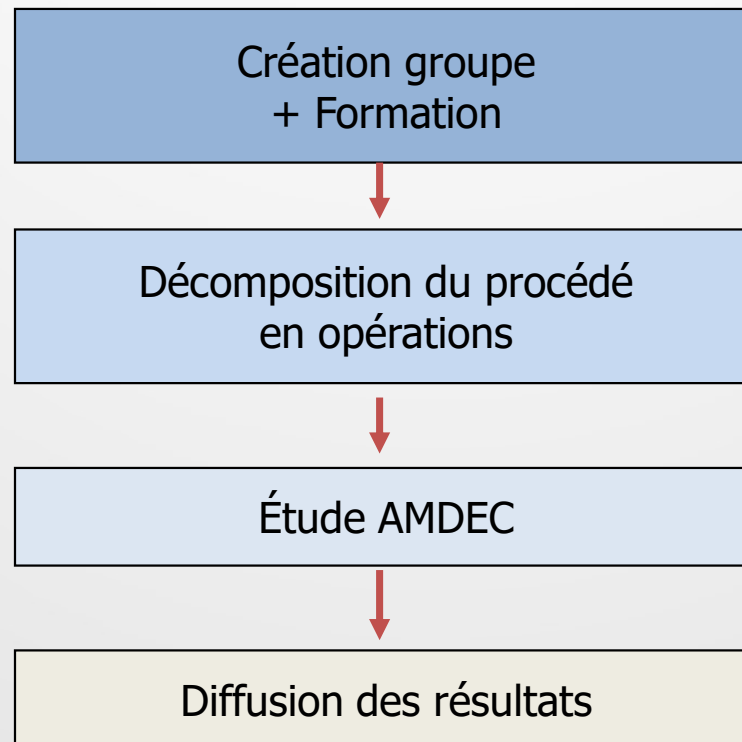 Création groupe
+ Formation
Décomposition du procédé
en opérations
Étude AMDEC
Diffusion des résultats